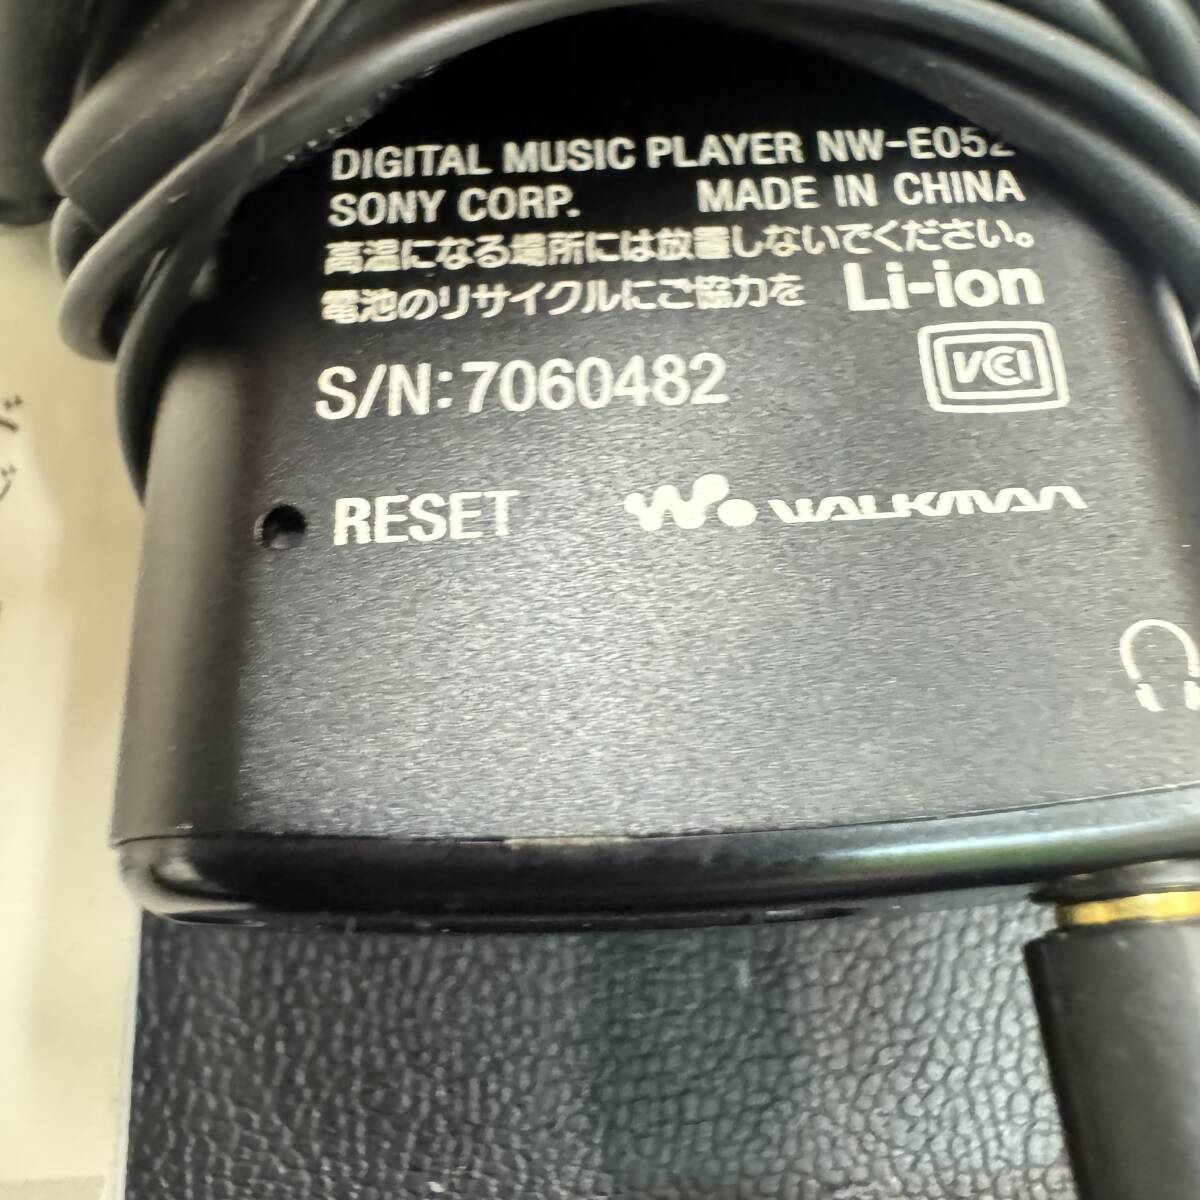 DIGITAL MUSIC PLAYER NW-E052
SONY CORP. MADE IN CHINA
高温になる場所には放置しないでください。
電池のリサイクルにご協力を Li-ion
S/N:7060482
VCCI
RESET WALKMAN